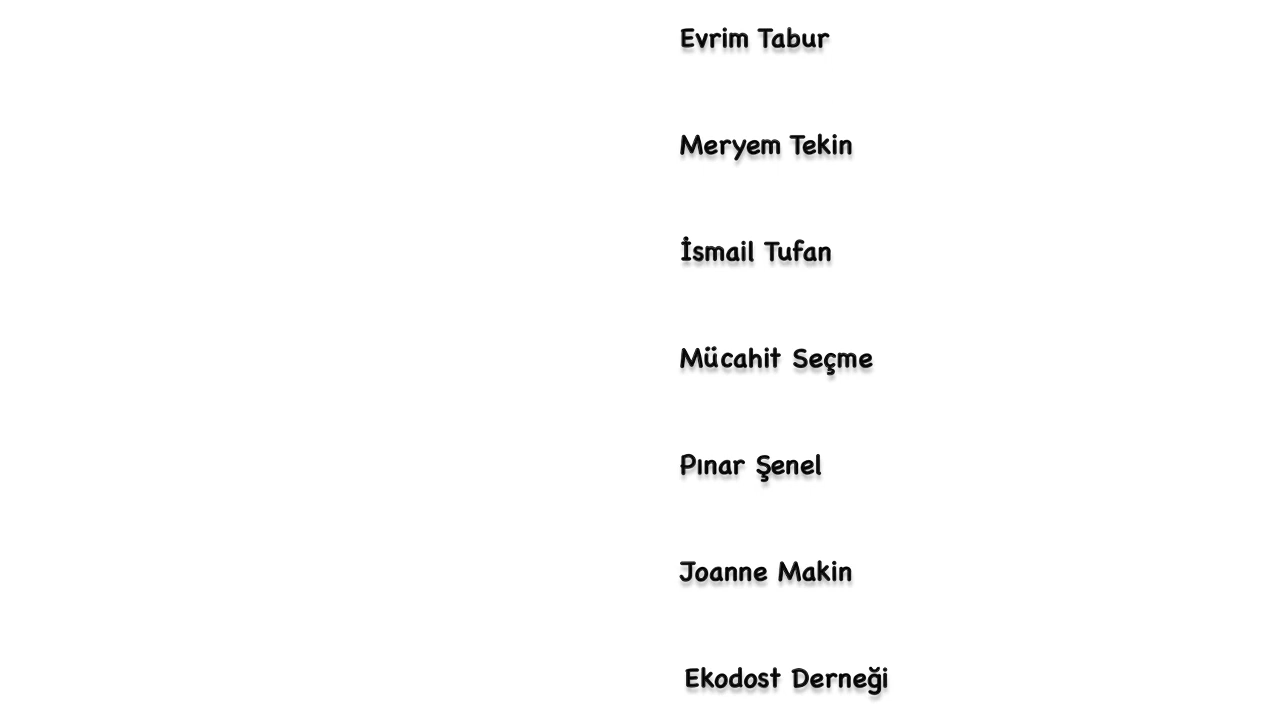 Evrim Tabur
Meryem Tekin
İsmail Tufan
Mücahit Seçme
Pınar Şenel
Joanne Makin
Ekodost Derneği